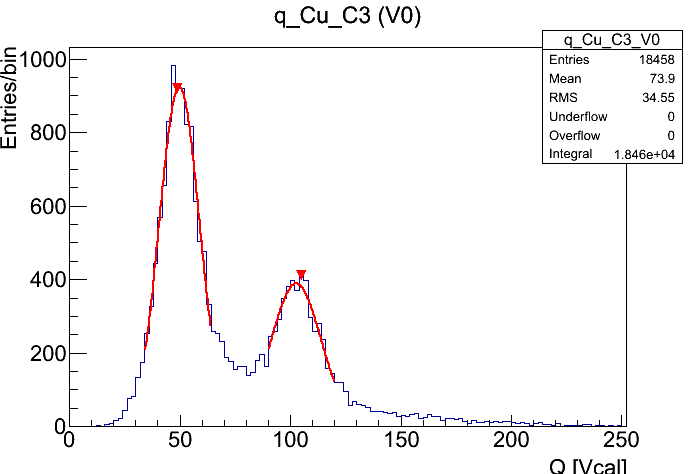 q_Cu_C3 (V0)
q_Cu_C3_V0
Entries 18458
Mean 73.9
RMS 34.55
Underflow 0
Overflow 0
Integral 1.846e+04
Entries/bin
1000
800
600
400
200
0
0 50 100 150 200 250
Q [Vcal]